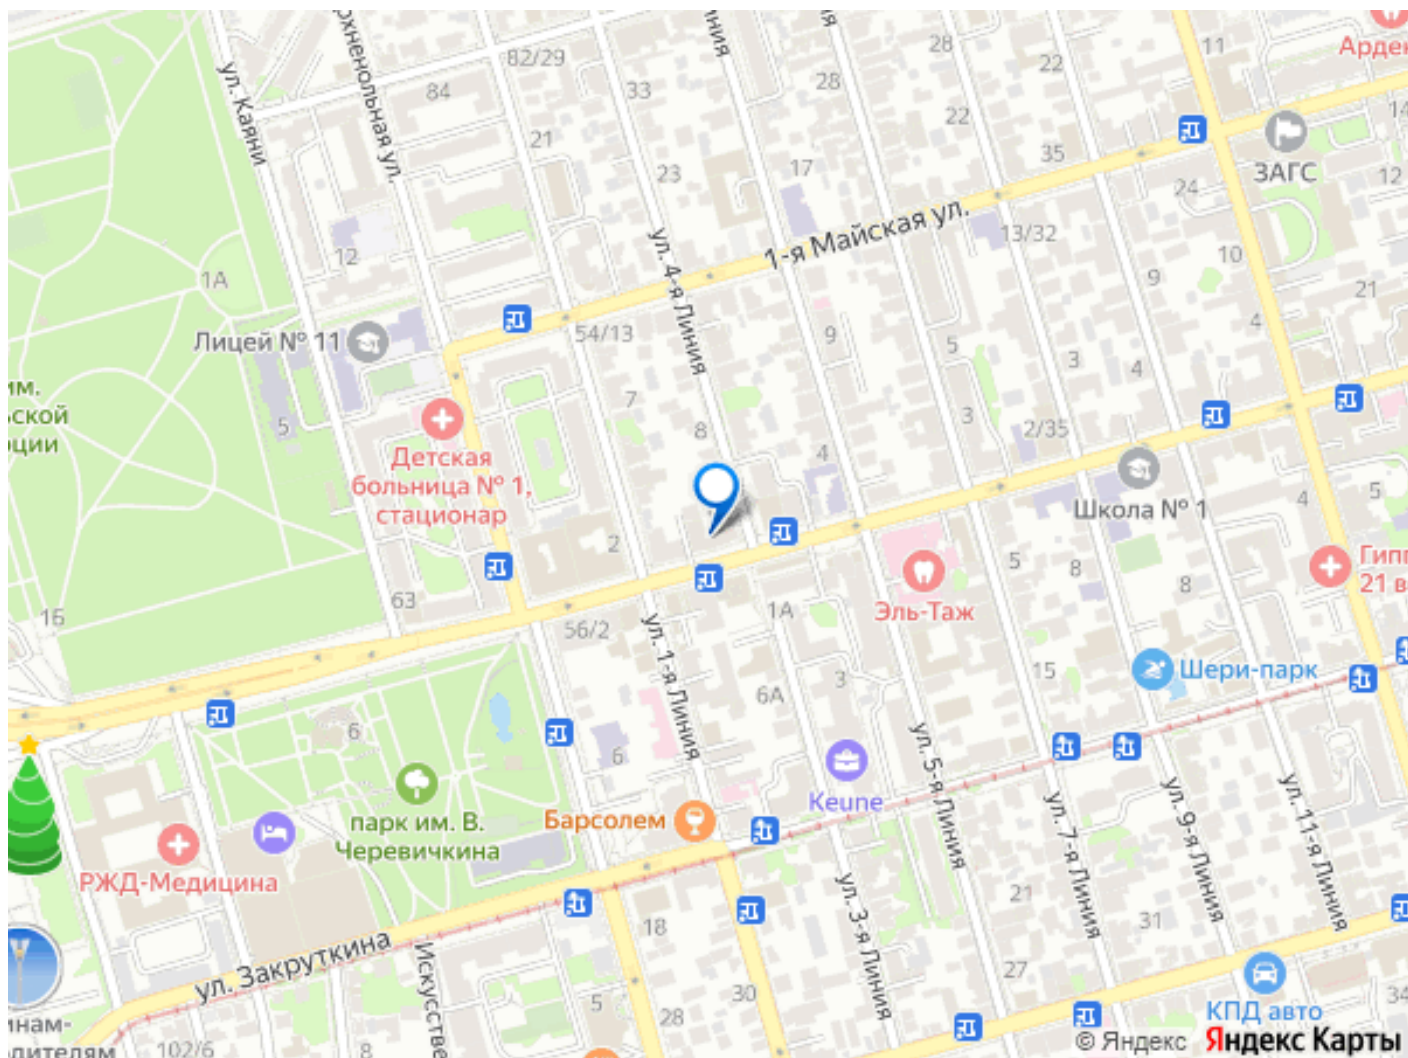 ул. Каяни
82/29
84
21
33
23
28
28
22
22
11
35
17
24
ЗАГС
14
12
12
1А
Лицей № 11
5
54/13
1-я Майская ул.
ул. 4-я Линия
13/32
10
9
21
4
9
5
3
4
3
2/35
4
7
8
Детская
больница № 1,
стационар
2
63
16
56/2
Школа № 1
4
5
5
8
8
Эль-Таж
1А
ул. 1-я Линия
6А
3
15
Шери-парк
6
6
парк им. В.
Черевичкина
РЖД-Медицина
Барсолем
Keune
ул. 5-я Линия
ул. 7-я Линия
ул. 9-я Линия
ул. 11-я Линия
ул. 3-я Линия
ул. Закруткина
18
21
31
27
30
28
5
8
102/6
34
КПД авто
© Яндекс
Яндекс Карты